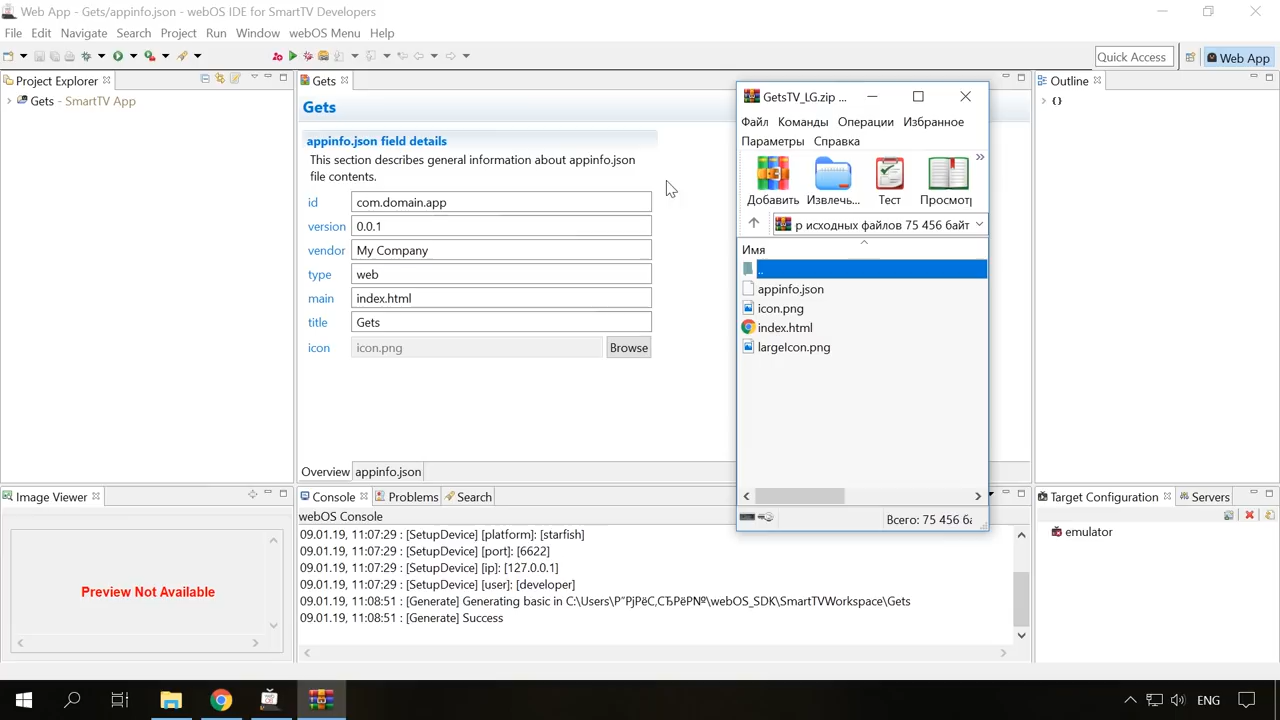 Web App - Gets/appinfo.json - webOS IDE for SmartTV Developers
File Edit Navigate Search Project Run Window webOS Menu Help
Quick Access
Web App
Project Explorer
Gets - SmartTV App
Gets
Gets
appinfo.json field details
This section describes general information about appinfo.json
file contents.
id com.domain.app
version 0.0.1
vendor My Company
type web
main index.html
title Gets
icon icon.png Browse
Overview appinfo.json
GetsTV_LG.zip ...
Файл Команды Операции Избранное
Параметры Справка
»
Добавить Извлечь... Тест Просмот
р исходных файлов 75 456 байт
Имя
..
appinfo.json
icon.png
index.html
largeIcon.png
Всего: 75 456 ба
Outline
{}
Image Viewer
Preview Not Available
Console Problems Search
webOS Console
09.01.19, 11:07:29 : [SetupDevice] [platform]: [starfish]
09.01.19, 11:07:29 : [SetupDevice] [port]: [6622]
09.01.19, 11:07:29 : [SetupDevice] [ip]: [127.0.0.1]
09.01.19, 11:07:29 : [SetupDevice] [user]: [developer]
09.01.19, 11:08:51 : [Generate] Generating basic in C:\Users\Р”РјРёС‚СЂРёР№\webOS_SDK\SmartTVWorkspace\Gets
09.01.19, 11:08:51 : [Generate] Success
Target Configuration Servers
emulator
ENG